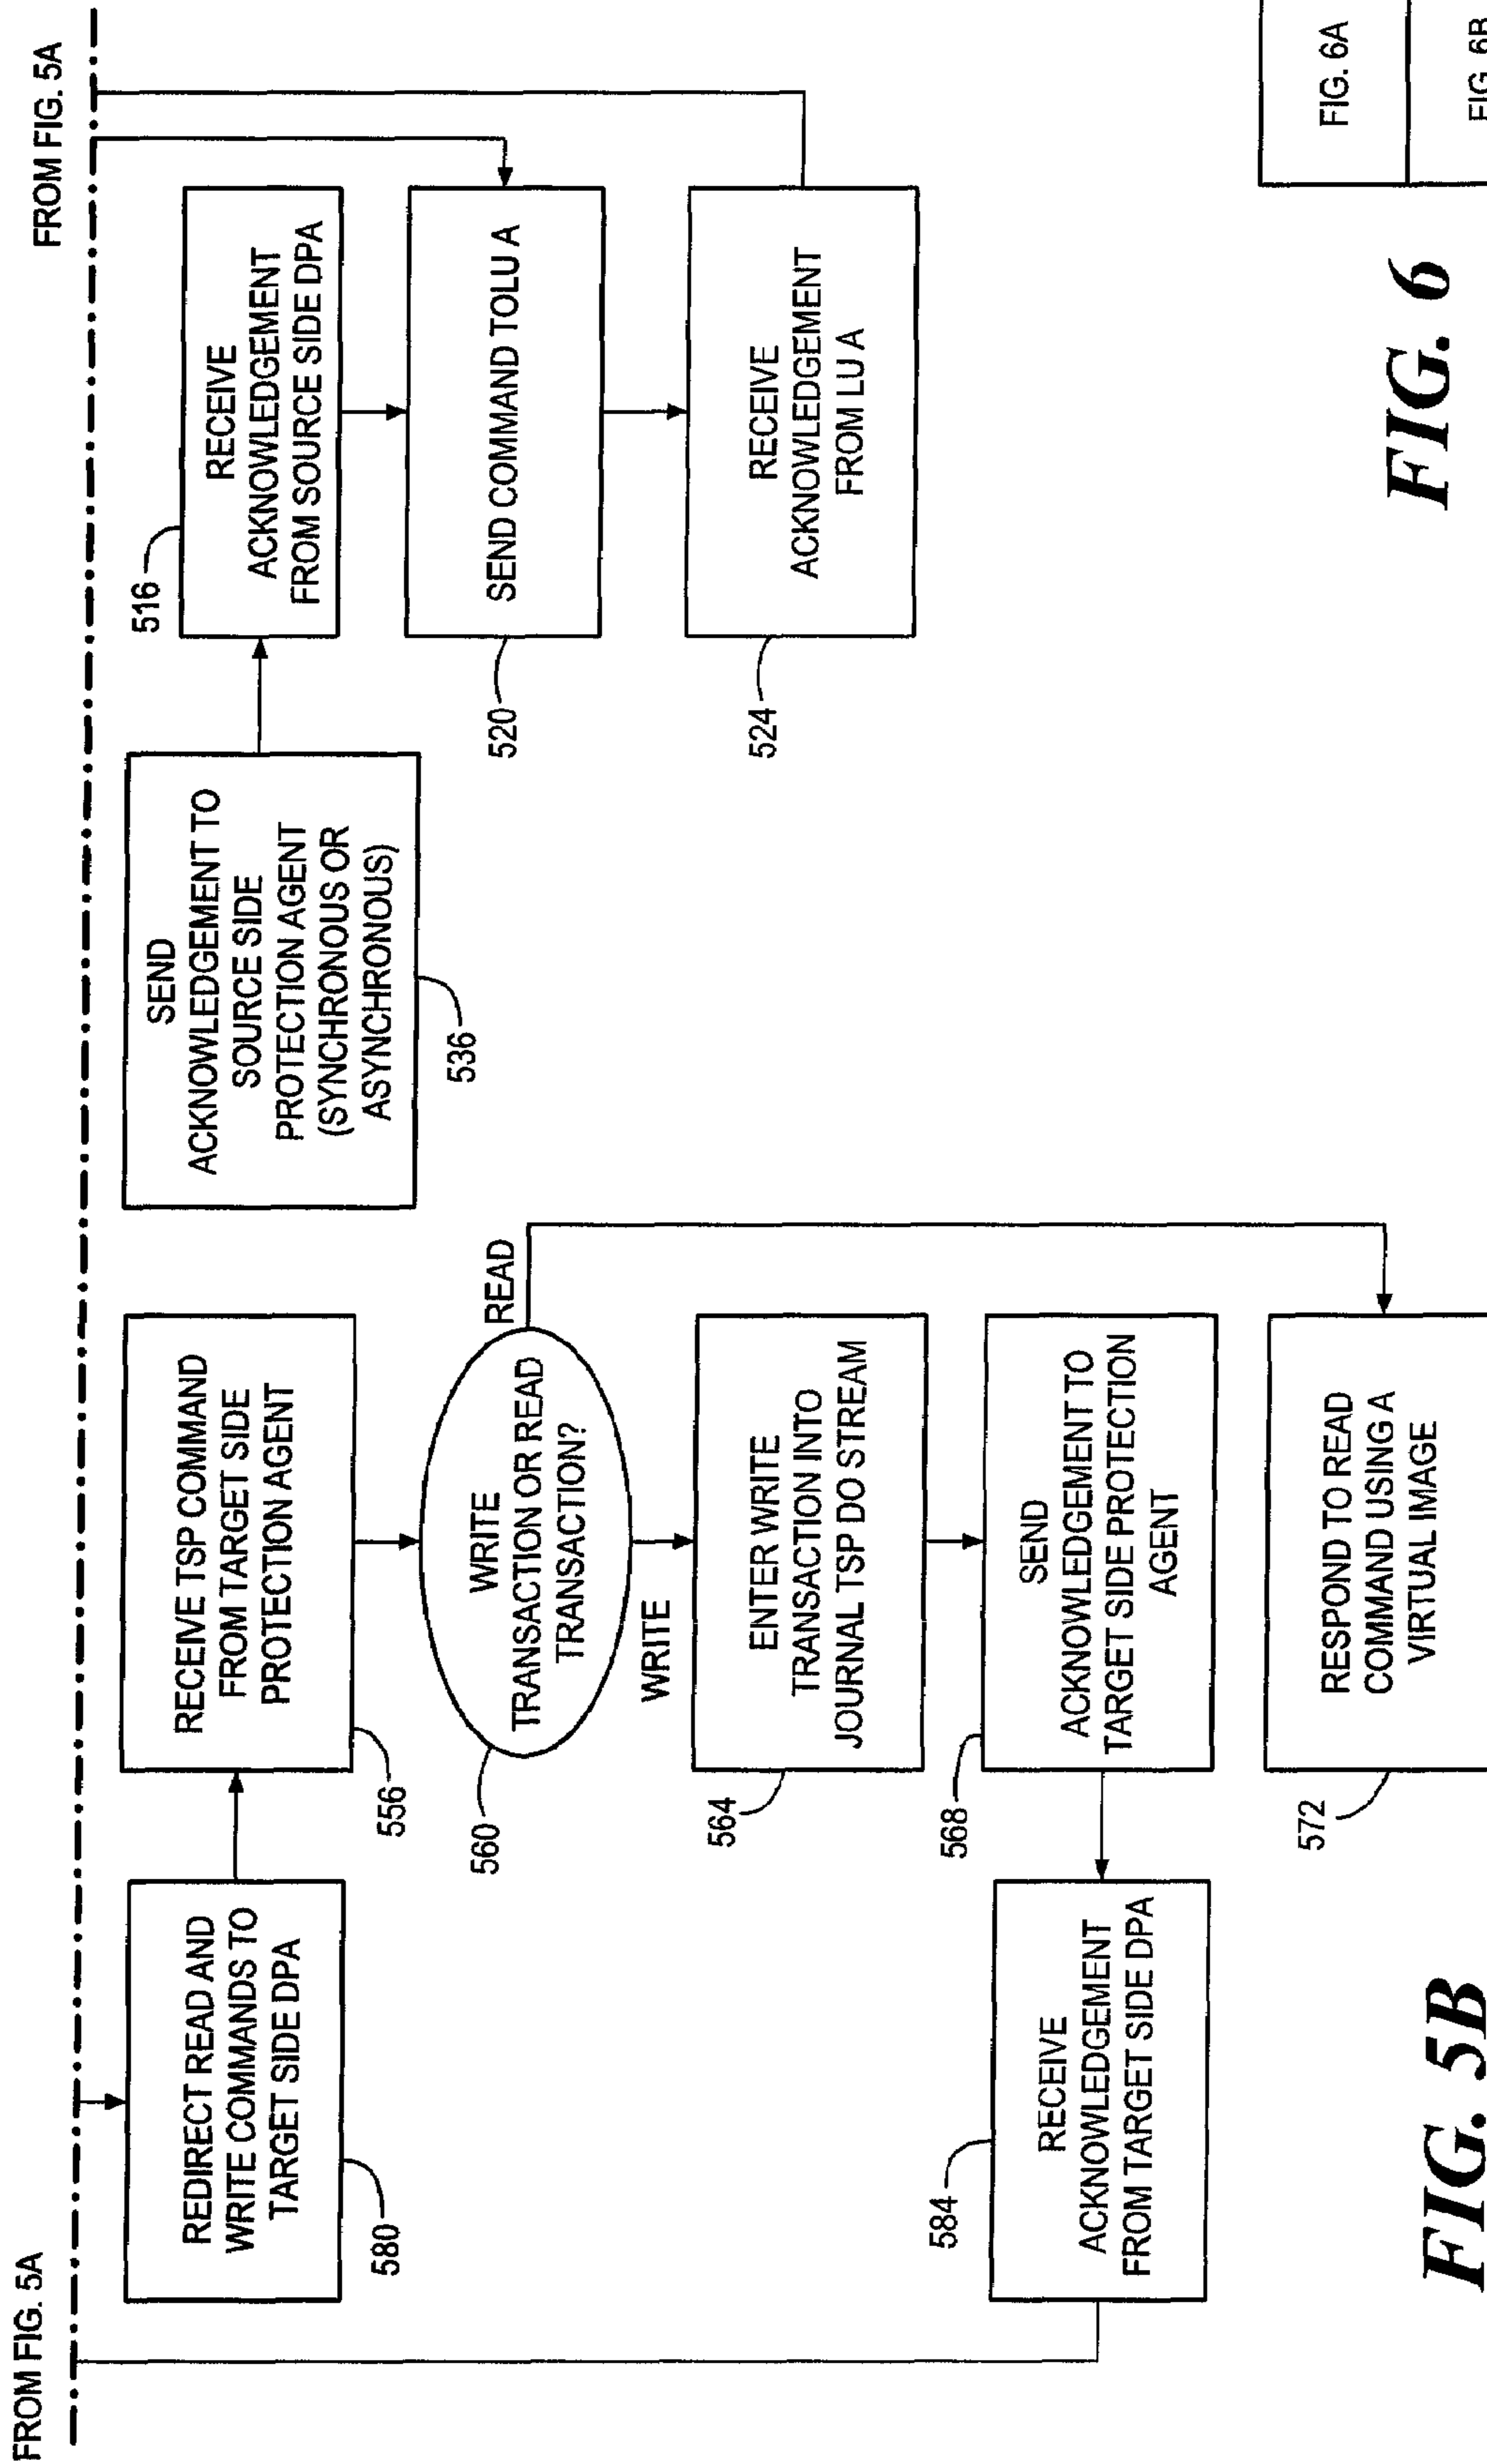 FROM FIG. 5A
FROM FIG. 5A
REDIRECT READ AND
WRITE COMMANDS TO
TARGET SIDE DPA
580
RECEIVE TSP COMMAND
FROM TARGET SIDE
PROTECTION AGENT
556
WRITE
TRANSACTION OR READ
TRANSACTION?
560
READ
WRITE
ENTER WRITE
TRANSACTION INTO
JOURNAL TSP DO STREAM
564
SEND
ACKNOWLEDGEMENT TO
TARGET SIDE PROTECTION
AGENT
568
RECEIVE
ACKNOWLEDGEMENT
FROM TARGET SIDE DPA
584
RESPOND TO READ
COMMAND USING A
VIRTUAL IMAGE
572
SEND
ACKNOWLEDGEMENT TO
SOURCE SIDE
PROTECTION AGENT
(SYNCHRONOUS OR
ASYNCHRONOUS)
536
516
RECEIVE
ACKNOWLEDGEMENT
FROM SOURCE SIDE DPA
SEND COMMAND TOLU A
520
RECEIVE
ACKNOWLEDGEMENT
FROM LU A
524
FIG. 5B
FIG. 6
FIG. 6A
FIG. 6B